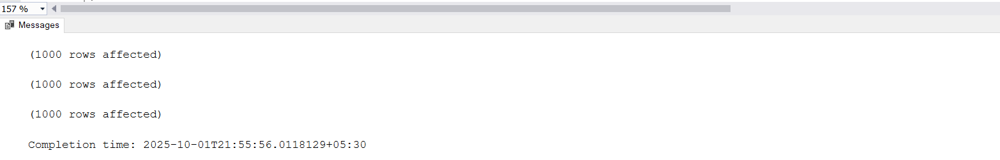 157 %
Messages
(1000 rows affected)
(1000 rows affected)
(1000 rows affected)
Completion time: 2025-10-01T21:55:56.0118129+05:30